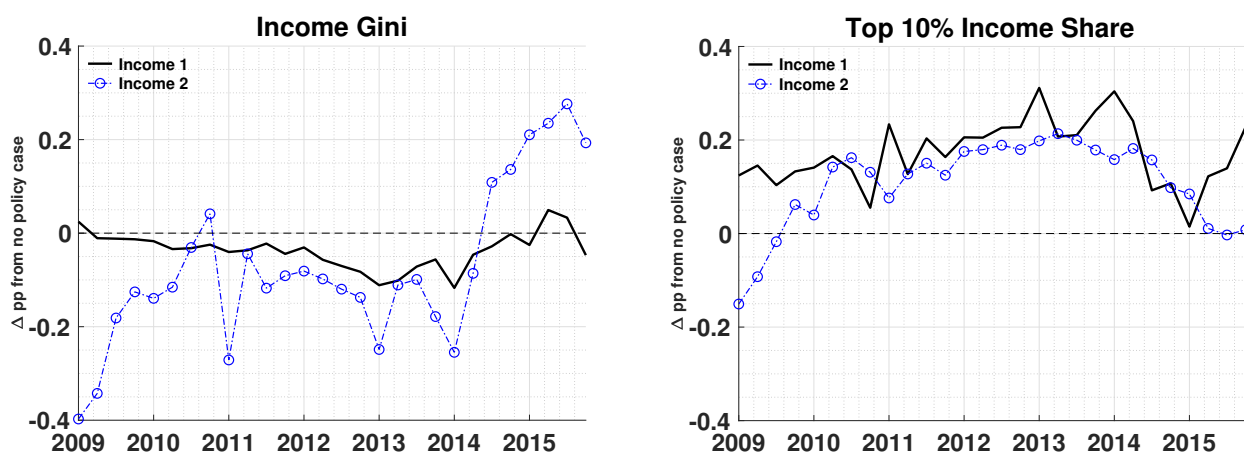 Income Gini
Income 1
Income 2
Δ pp from no policy case
0.4
0.2
0
-0.2
-0.4
2009 2010 2011 2012 2013 2014 2015
Top 10% Income Share
Income 1
Income 2
Δ pp from no policy case
0.4
0.2
0
-0.2
-0.4
2009 2010 2011 2012 2013 2014 2015